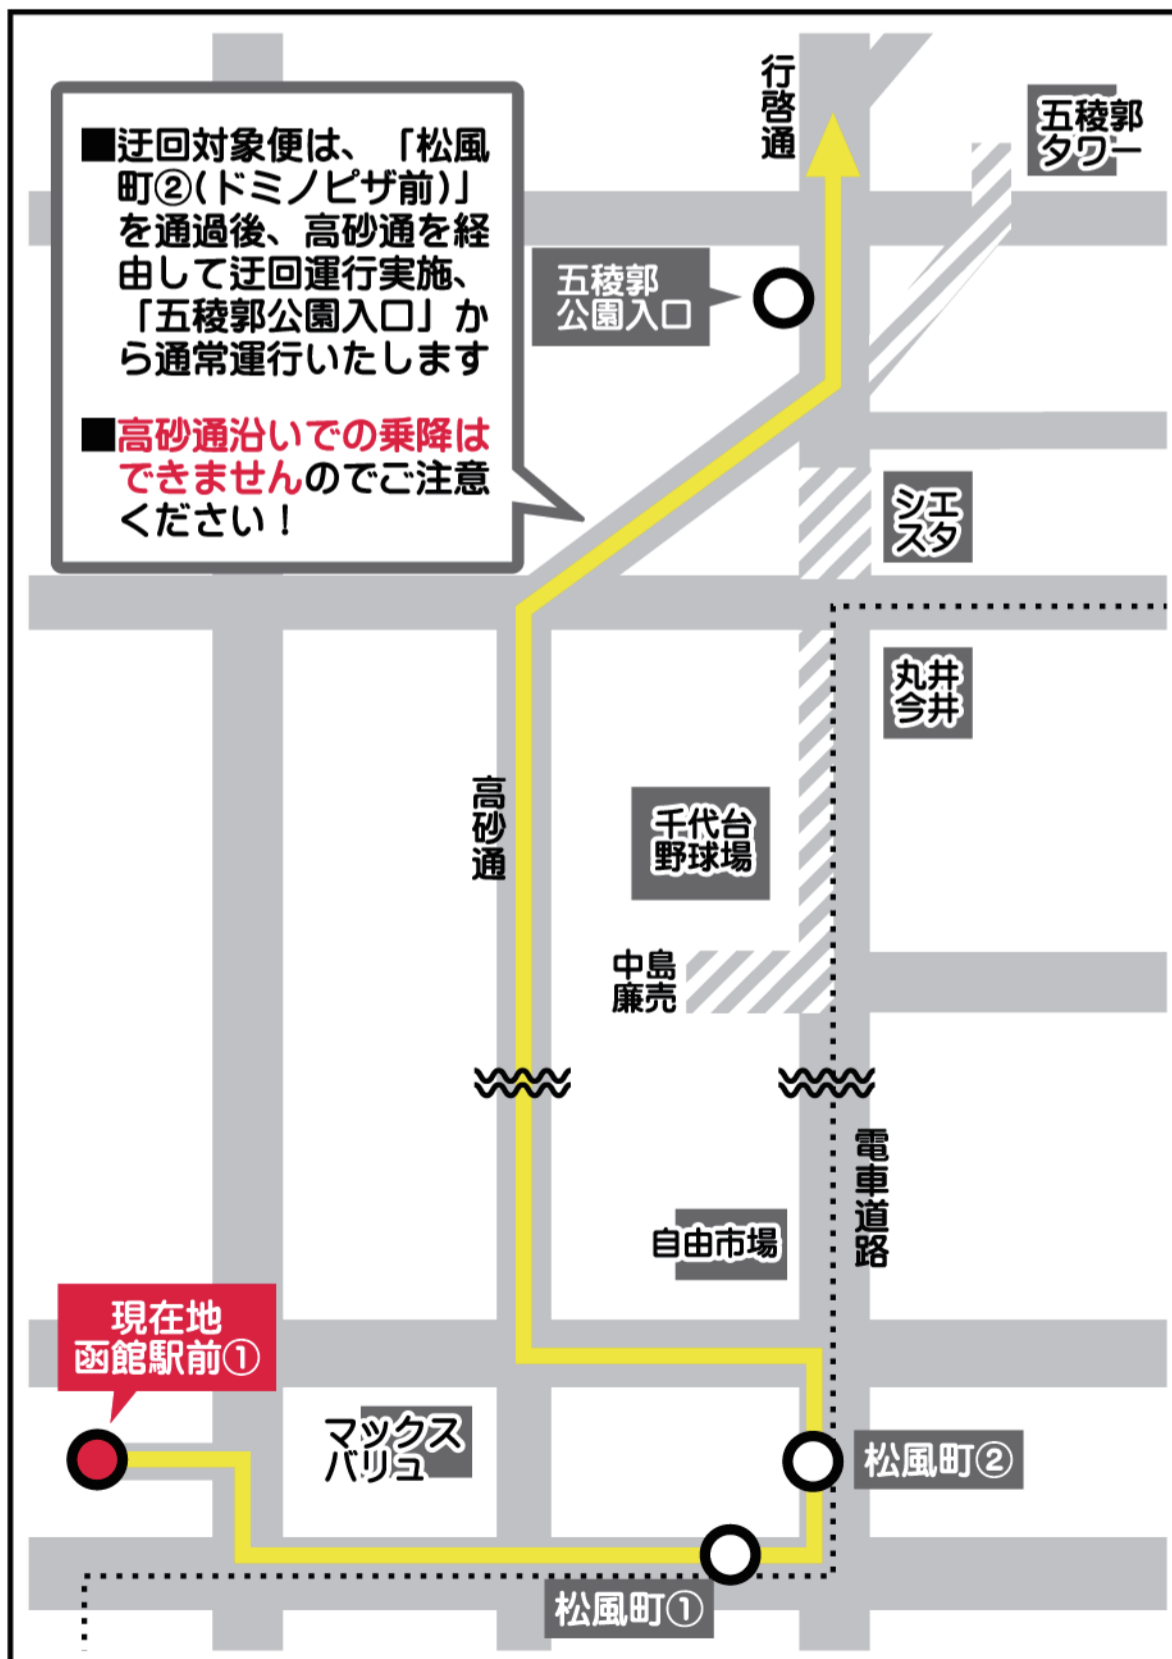 ■迂回対象便は、「松風
町②(ドミノピザ前)」
を通過後、高砂通を経
由して迂回運行実施、
「五稜郭公園入口」か
ら通常運行いたします
■高砂通沿いでの乗降は
できませんのでご注意
ください！
行啓通
五稜郭
タワー
五稜郭
公園入口
シエ
スタ
丸井
今井
高砂通
千代台
野球場
中島
廉売
電車道路
自由市場
現在地
函館駅前①
マックス
バリュ
松風町②
松風町①